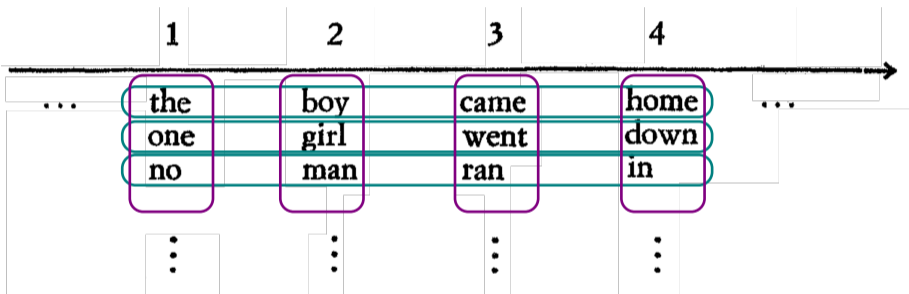 1 2 3 4
... the boy came home ...
one girl went down
no man ran in